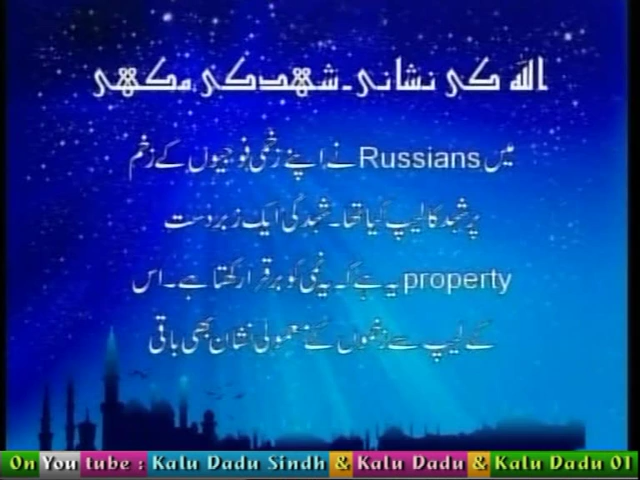 اللہ کی نشانی۔شہدکی مکھی
میں Russians نے اپنے زخمی فوجیوں کے زخم
پر شہد کا لیپ کیا تھا۔ شہد کی ایک زبردست
property یہ ہے کہ یہ نمی کو برقرار رکھتا ہے۔ اس
کے لیپ سے زخموں کے معمولی نشان بھی باقی
On You tube : Kalu Dadu Sindh & Kalu Dadu & Kalu Dadu 01